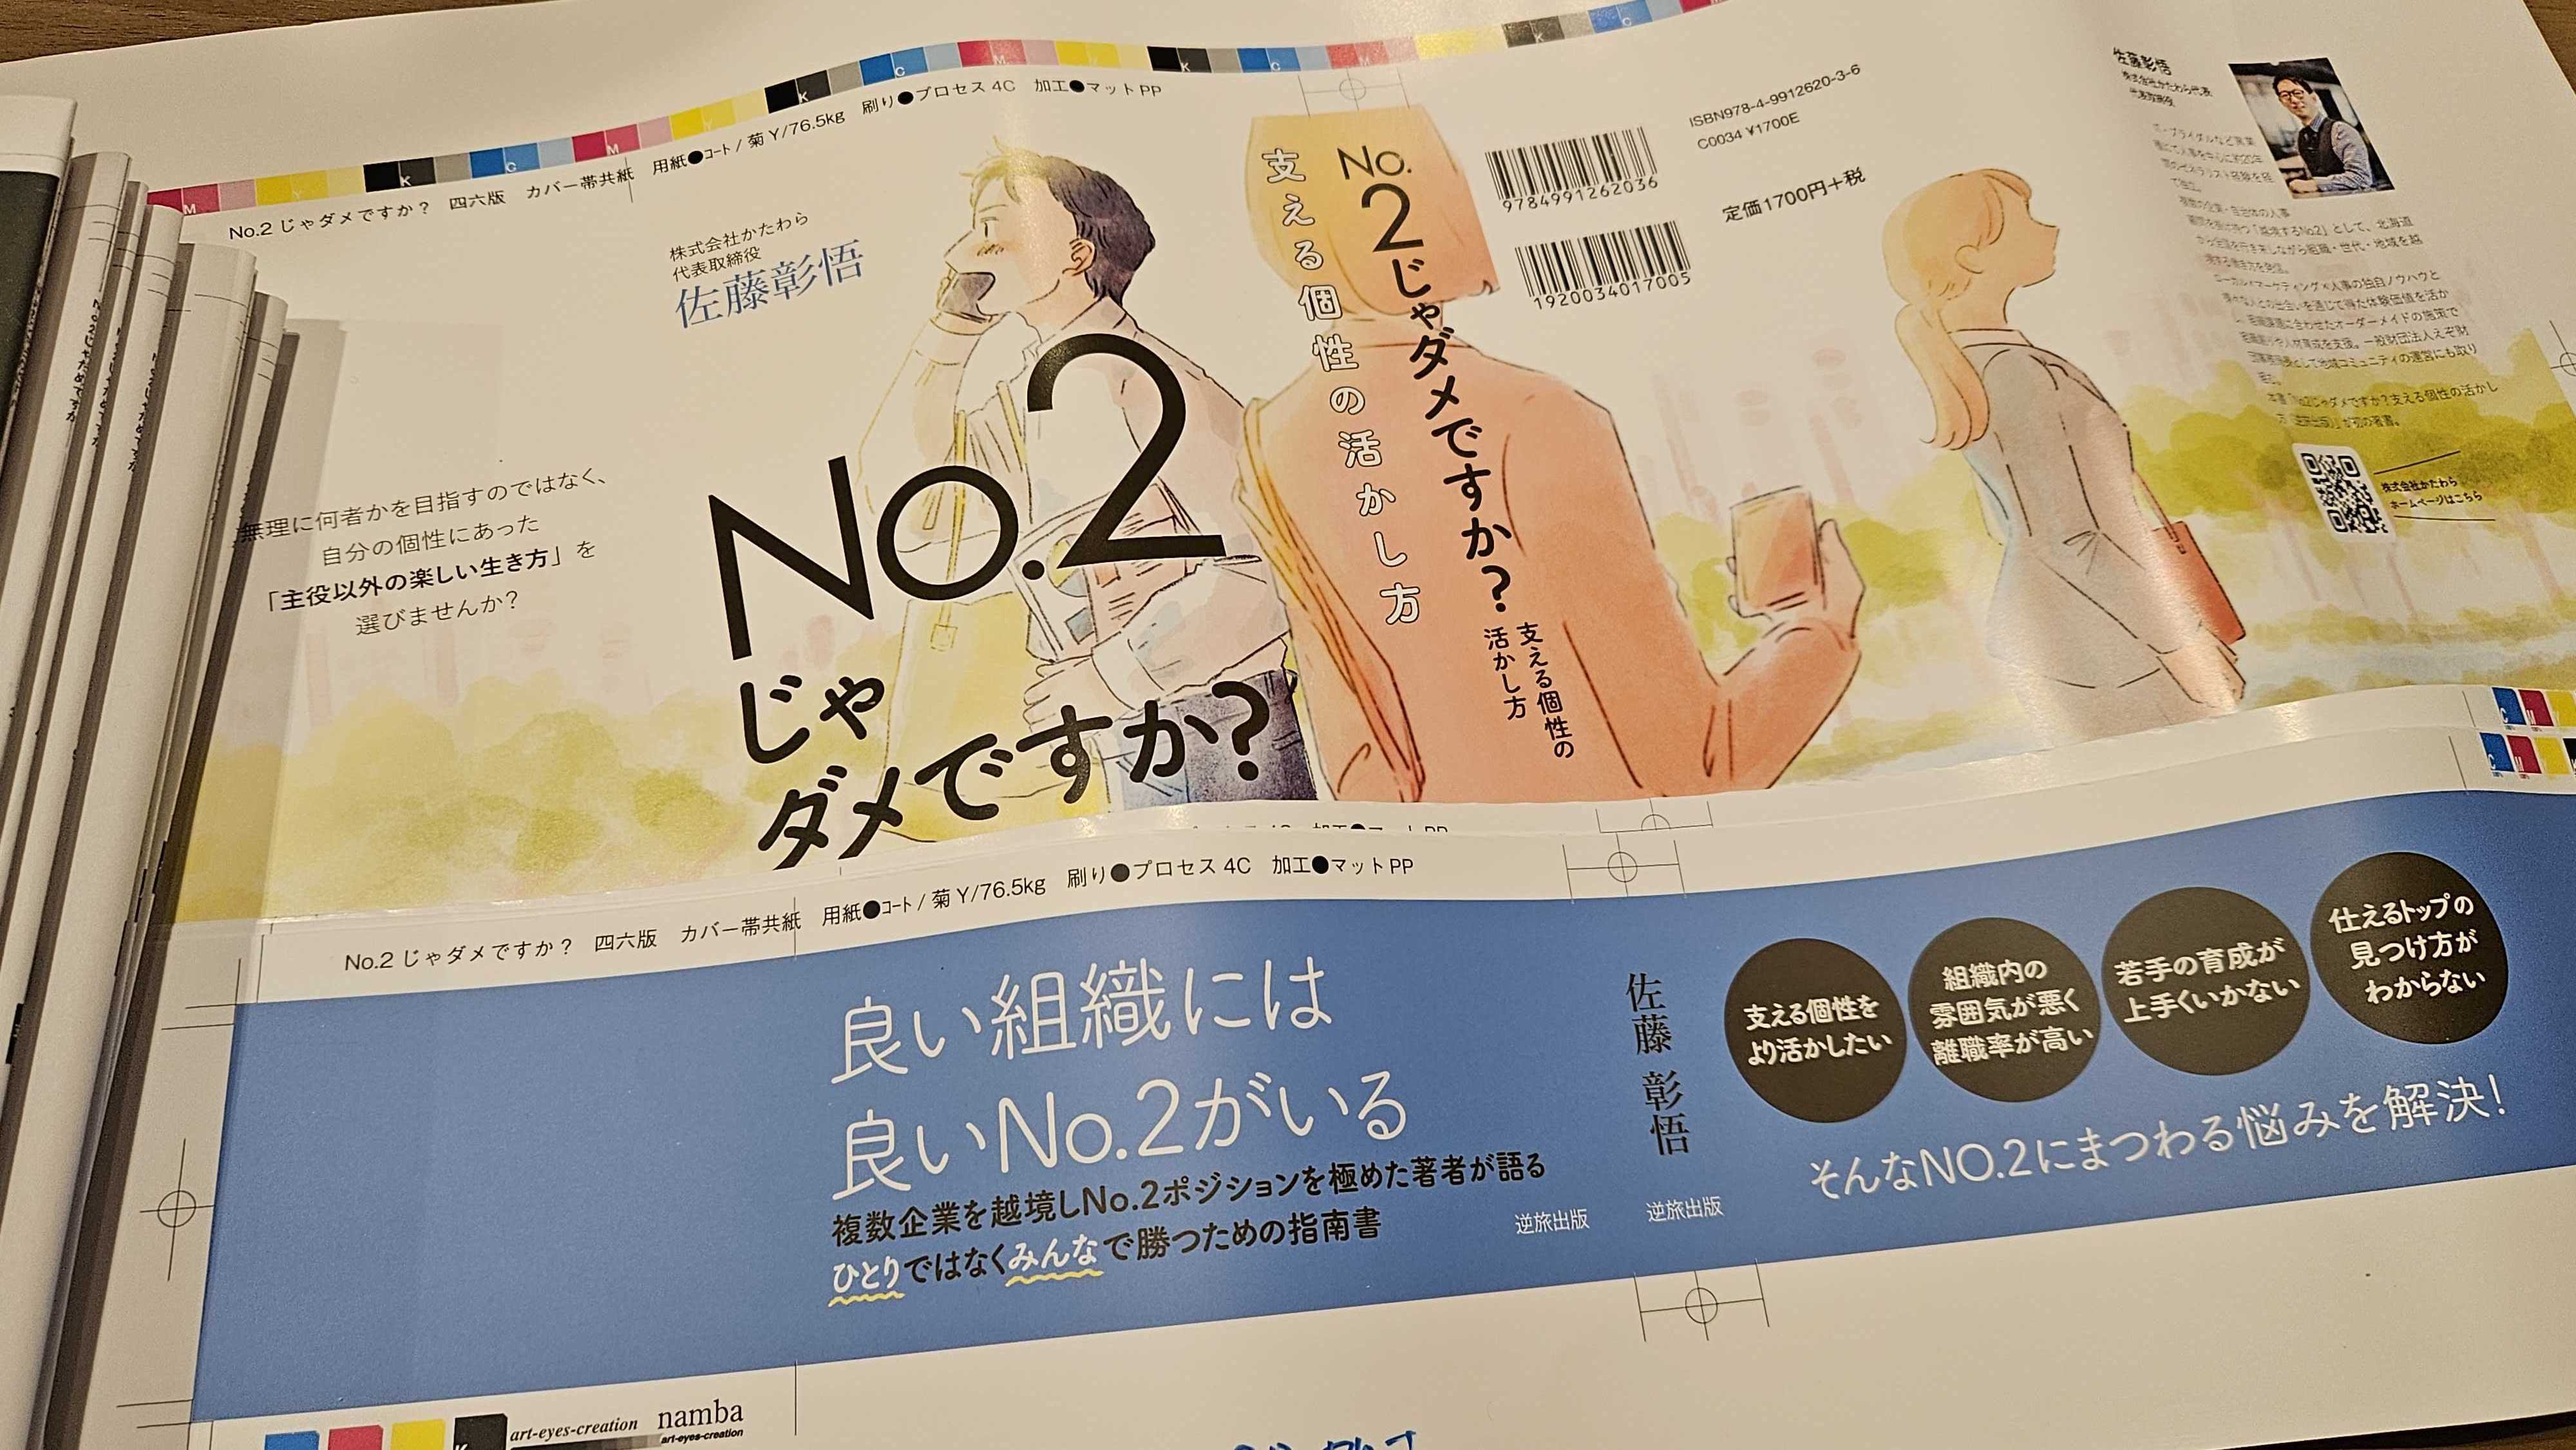 No.2 じゃダメですか？ 四六版 カバー帯共紙 用紙●コート / 菊 Y/76.5kg 刷り●プロセス 4C 加工●マット PP
無理に何者かを目指すのではなく、
自分の個性にあった
「主役以外の楽しい生き方」を
選びませんか？
株式会社かたわら
代表取締役
佐藤彰悟
No.2
じゃ
ダメですか?
支える個性の活かし方
No.2じゃダメですか?
支える個性の
活かし方
9784991262036
1920034017005
ISBN978-4-9912620-3-6
C0034 ¥1700E
定価1700円+税
佐藤彰悟
株式会社かたわら代表
代表取締役
株式会社かたわら
ホームページはこちら
No.2 じゃダメですか？ 四六版 カバー帯共紙 用紙●コート / 菊 Y/76.5kg 刷り●プロセス 4C 加工●マット PP
良い組織には
良いNo.2がいる
複数企業を越境しNo.2ポジションを極めた著者が語る
ひとりではなくみんなで勝つための指南書
逆旅出版
佐藤 彰悟
逆旅出版
支える個性を
より活かしたい
組織内の
雰囲気が悪く
離職率が高い
若手の育成が
上手くいかない
仕えるトップの
見つけ方が
わからない
そんなNO.2にまつわる悩みを解決!
art-eyes-creation
namba
art-eyes-creation